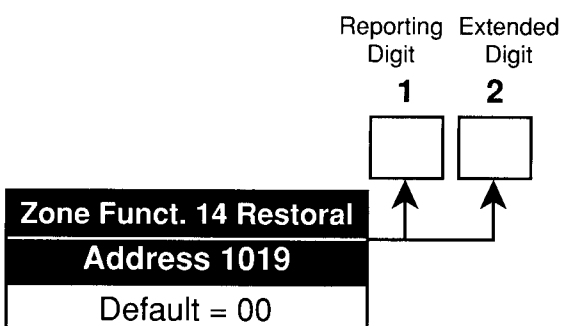 Reporting Extended
Digit Digit
1 2
Zone Funct. 14 Restoral
Address 1019
Default = 00